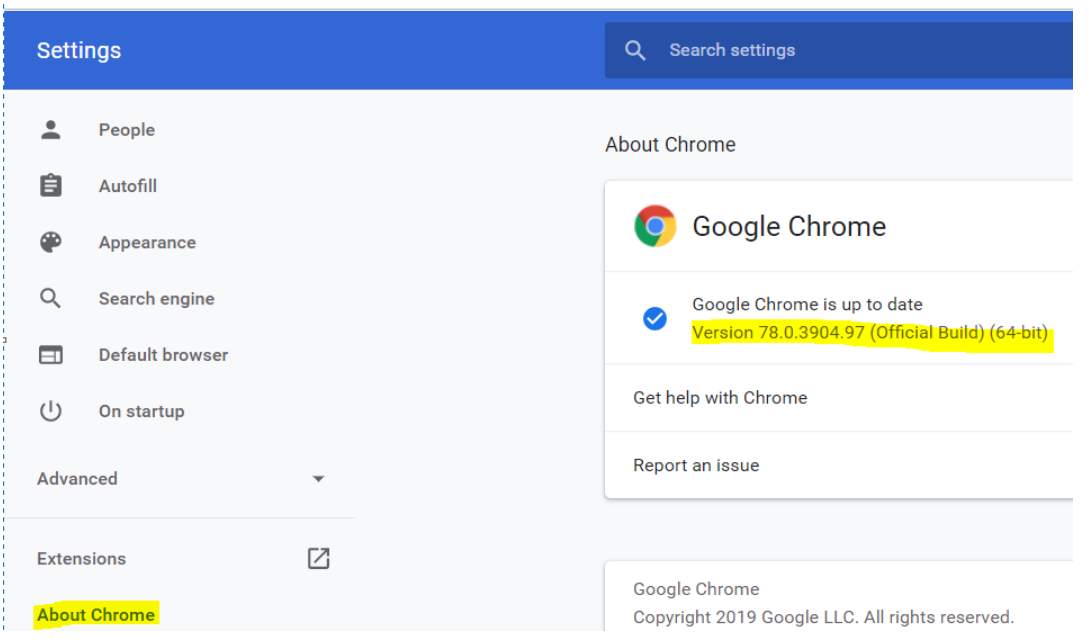 Settings
Search settings
People
Autofill
Appearance
Search engine
Default browser
On startup
Advanced
Extensions
About Chrome
About Chrome
Google Chrome
Google Chrome is up to date
Version 78.0.3904.97 (Official Build) (64-bit)
Get help with Chrome
Report an issue
Google Chrome
Copyright 2019 Google LLC. All rights reserved.